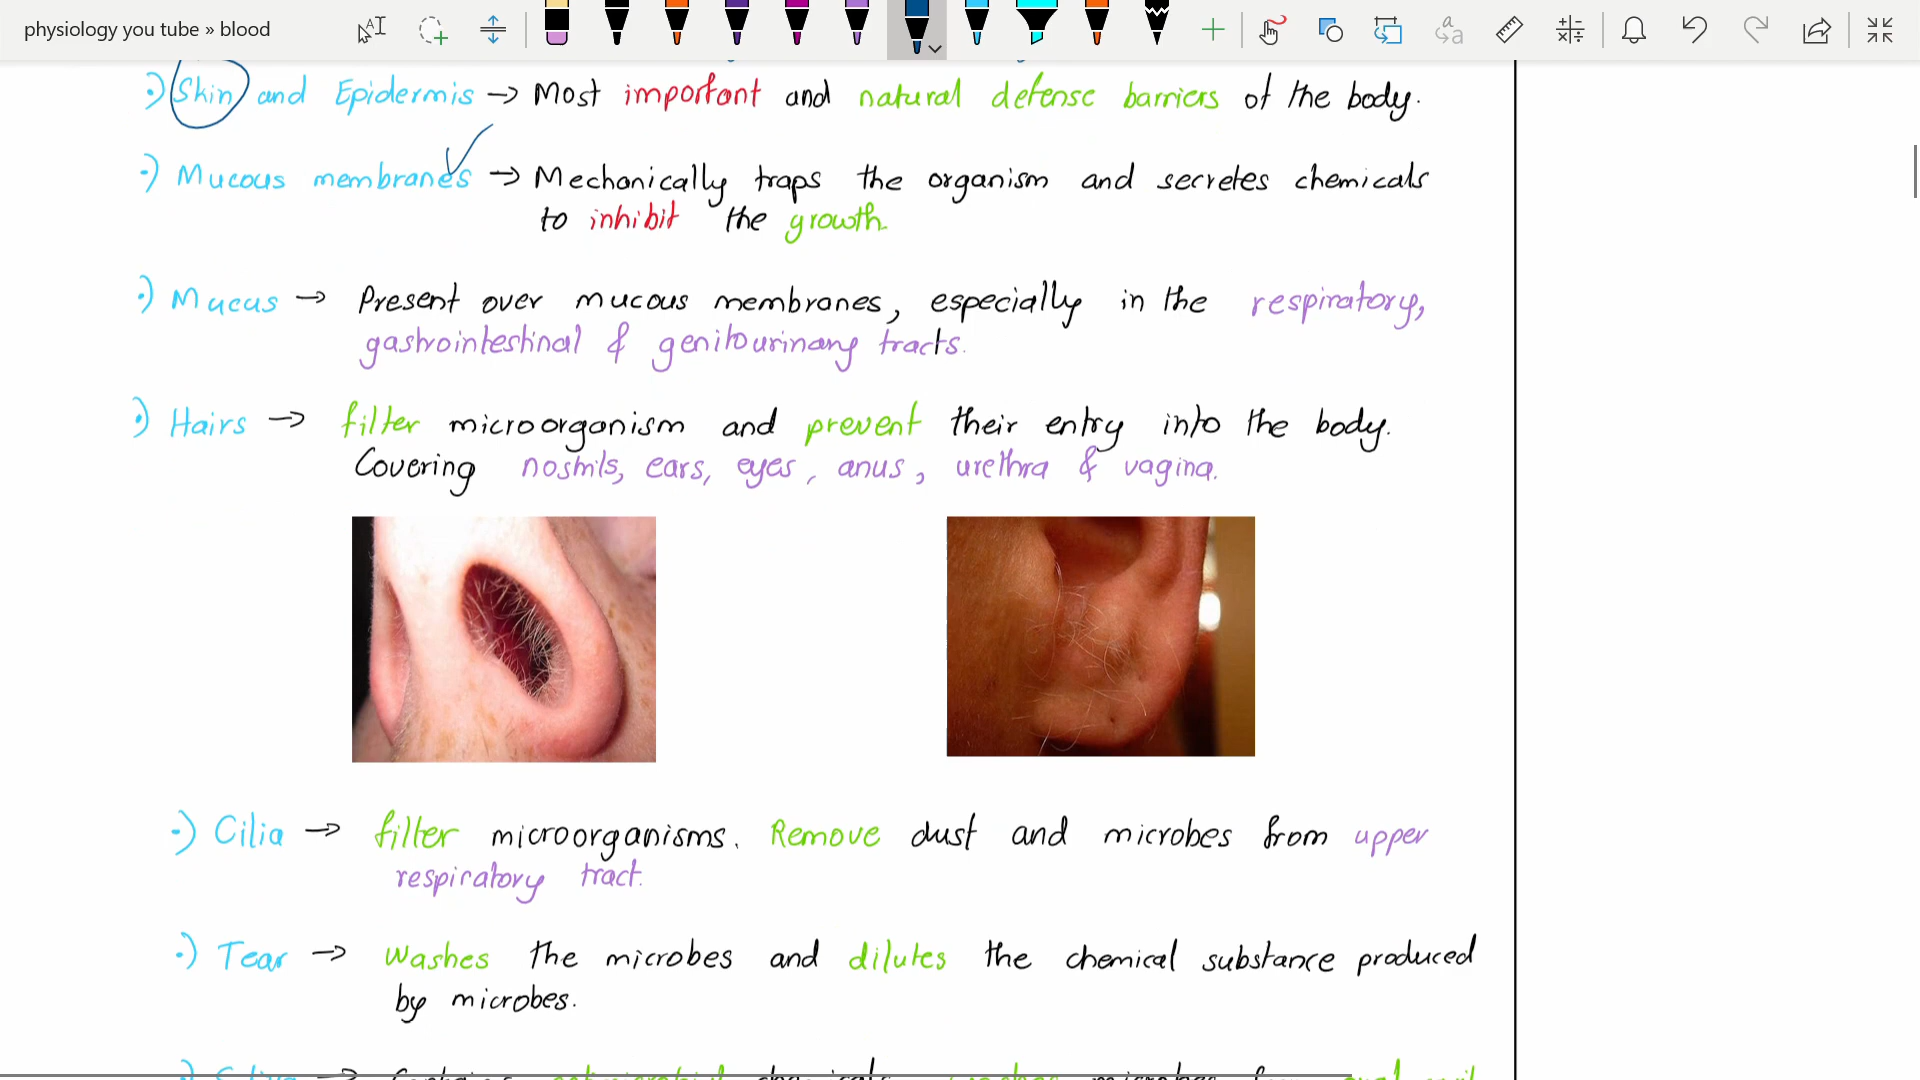 physiology you tube » blood
:) Skin and Epidermis → Most important and natural defense barriers of the body.
:) Mucous membranes → Mechanically traps the organism and secretes chemicals
to inhibit the growth.
:) Mucus → Present over mucous membranes, especially in the respiratory,
gastrointestinal & genitourinary tracts.
:) Hairs → filter microorganism and prevent their entry into the body.
Covering nostrils, ears, eyes, anus, urethra & vagina.
:) Cilia → filter microorganisms. Remove dust and microbes from upper
respiratory tract.
:) Tear → Washes the microbes and dilutes the chemical substance produced
by microbes.